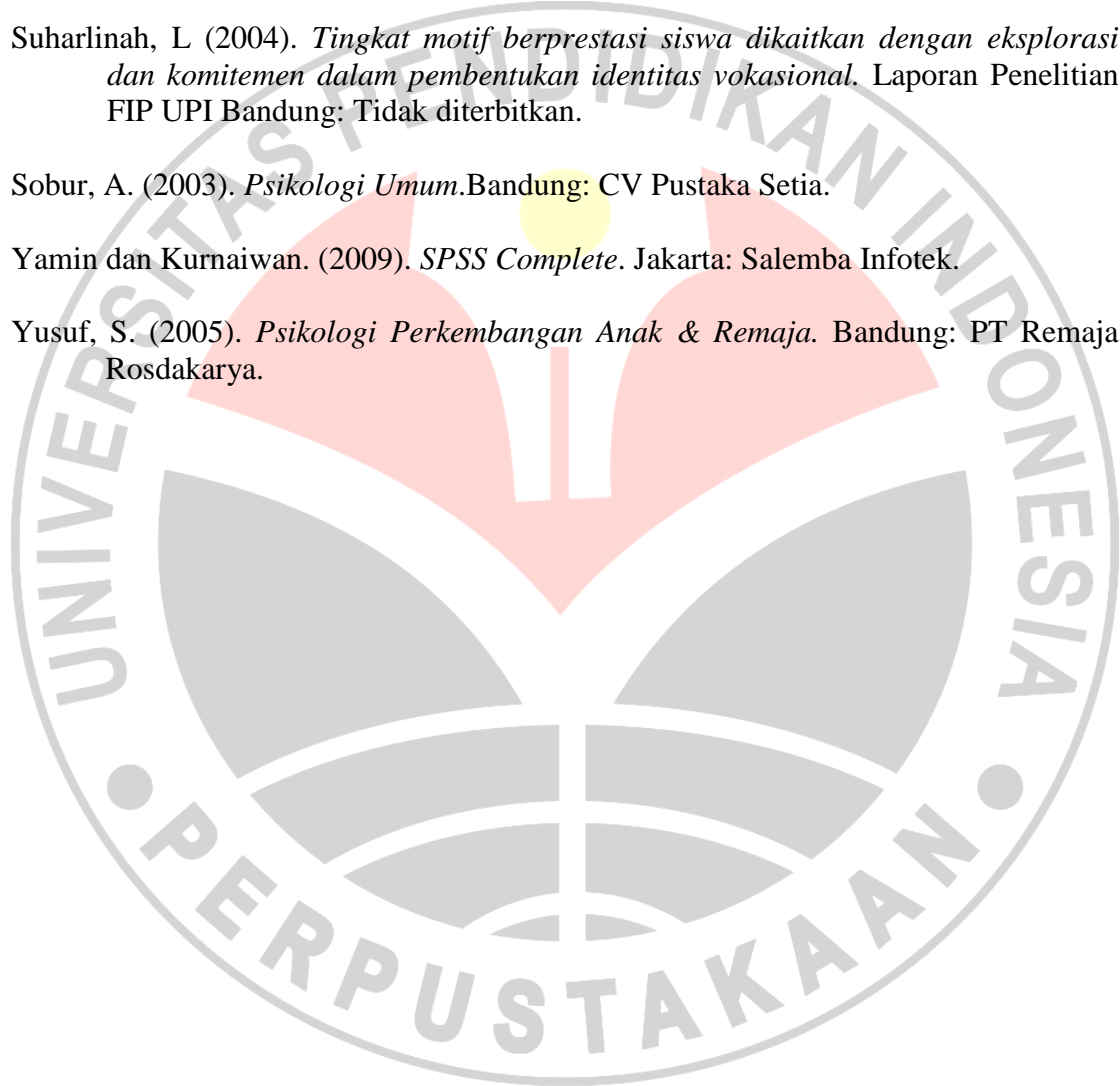 Suharlinah, L (2004). Tingkat motif berprestasi siswa dikaitkan dengan eksplorasi
dan komitemen dalam pembentukan identitas vokasional. Laporan Penelitian
FIP UPI Bandung: Tidak diterbitkan.
Sobur, A. (2003). Psikologi Umum.Bandung: CV Pustaka Setia.
Yamin dan Kurnaiwan. (2009). SPSS Complete. Jakarta: Salemba Infotek.
Yusuf, S. (2005). Psikologi Perkembangan Anak & Remaja. Bandung: PT Remaja
Rosdakarya.
UNIVERSITAS PENDIDIKAN INDONESIA
PERPUSTAKAAN